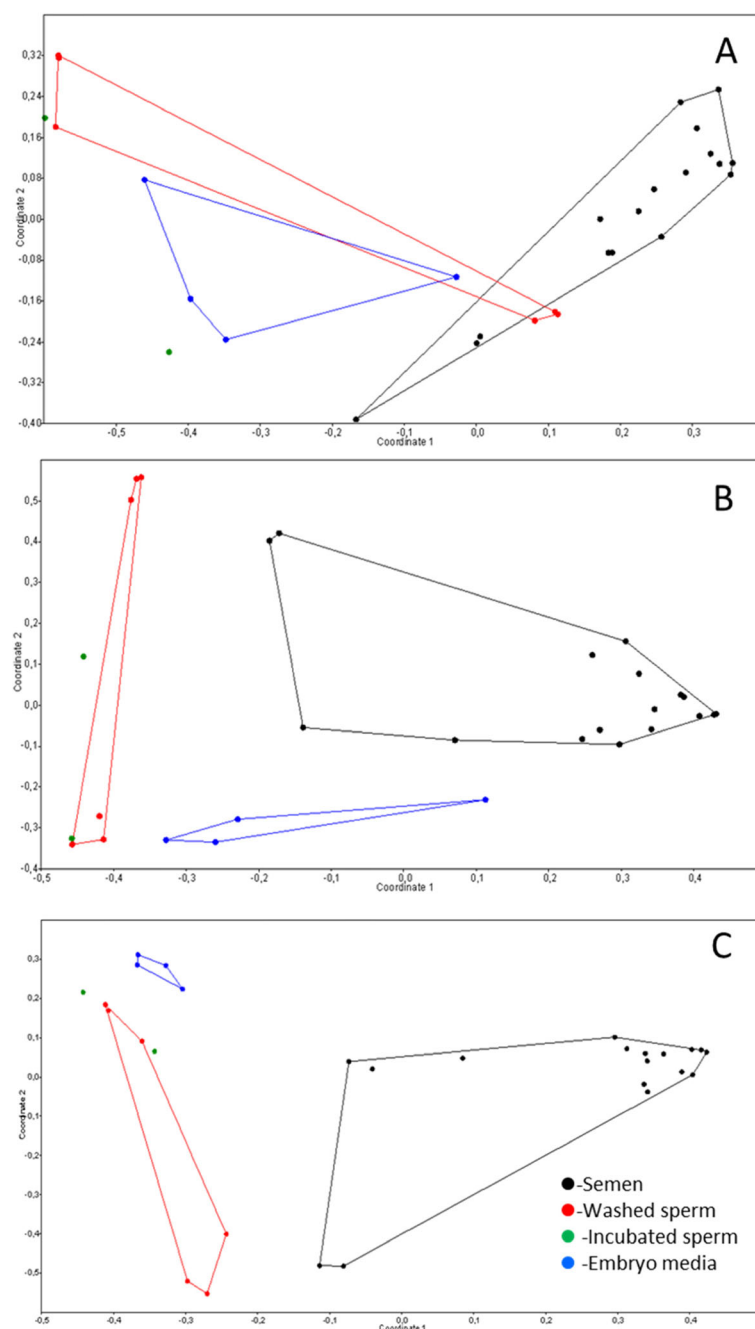 A
0,32
0,24
0,16
0,08
0,00
-0,08
-0,16
-0,24
-0,32
-0,40
Coordinate 2
-0,5 -0,4 -0,3 -0,2 -0,1 0,0 0,1 0,2 0,3
Coordinate 1
B
0,5
0,4
0,3
0,2
0,1
0,0
-0,1
-0,2
-0,3
-0,4
Coordinate 2
-0,5 -0,4 -0,3 -0,2 -0,1 0,0 0,1 0,2 0,3 0,4
Coordinate 1
C
0,3
0,2
0,1
0,0
-0,1
-0,2
-0,3
-0,4
-0,5
Coordinate 2
-Semen
-Washed sperm
-Incubated sperm
-Embryo media
-0,5 -0,4 -0,3 -0,2 -0,1 0,0 0,1 0,2 0,3 0,4
Coordinate 1